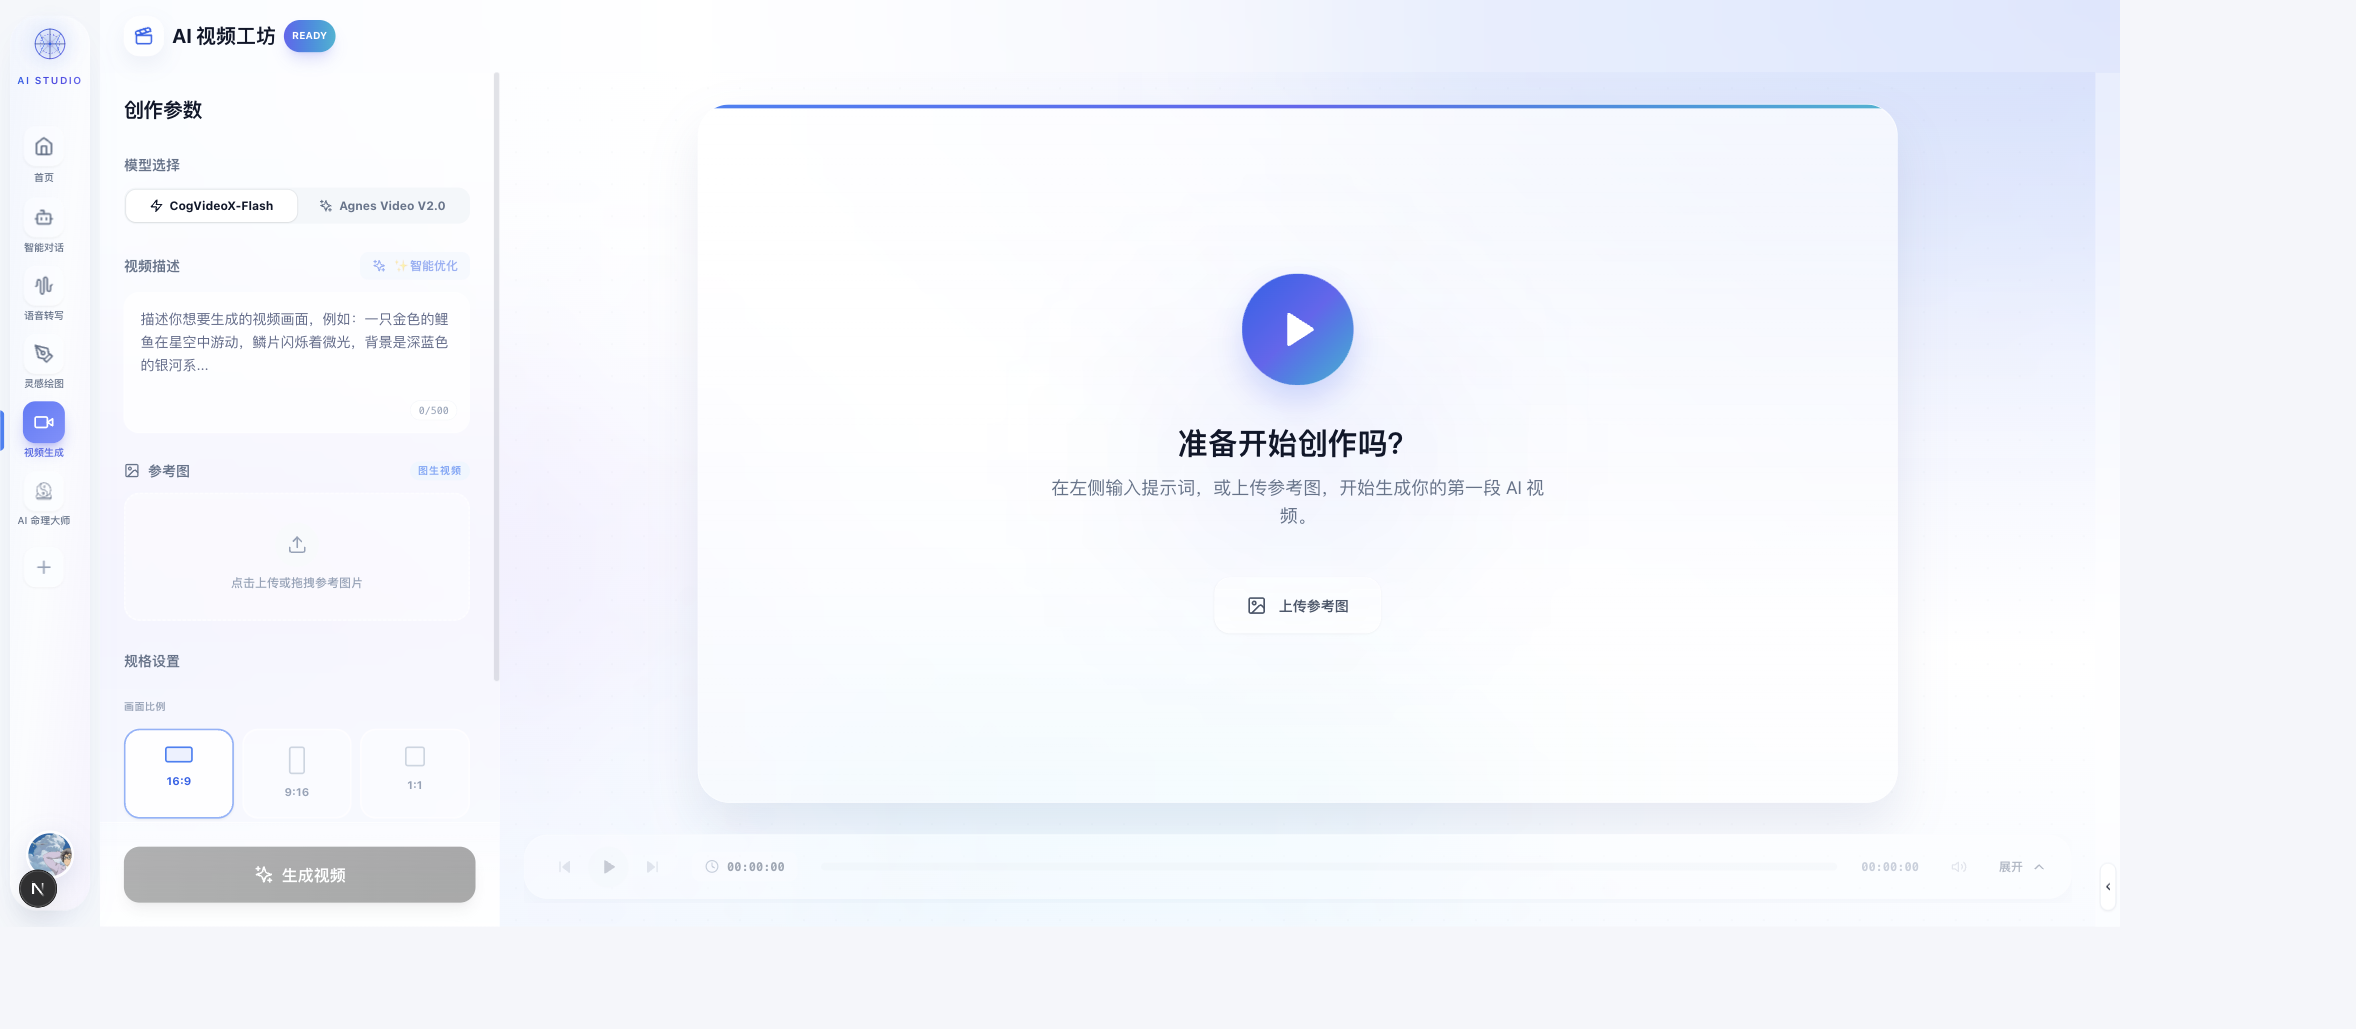 AI STUDIO
首页
智能对话
语音转写
灵感绘图
视频生成
AI 命理大师
N
AI 视频工坊
READY
创作参数
模型选择
CogVideoX-Flash
Agnes Video V2.0
视频描述
✨智能优化
描述你想要生成的视频画面，例如：一只金色的鲤
鱼在星空中游动，鳞片闪烁着微光，背景是深蓝色
的银河系...
0/500
参考图
图生视频
点击上传或拖拽参考图片
规格设置
画面比例
16:9
9:16
1:1
生成视频
准备开始创作吗?
在左侧输入提示词，或上传参考图，开始生成你的第一段 AI 视
频。
上传参考图
00:00:00
00:00:00
展开